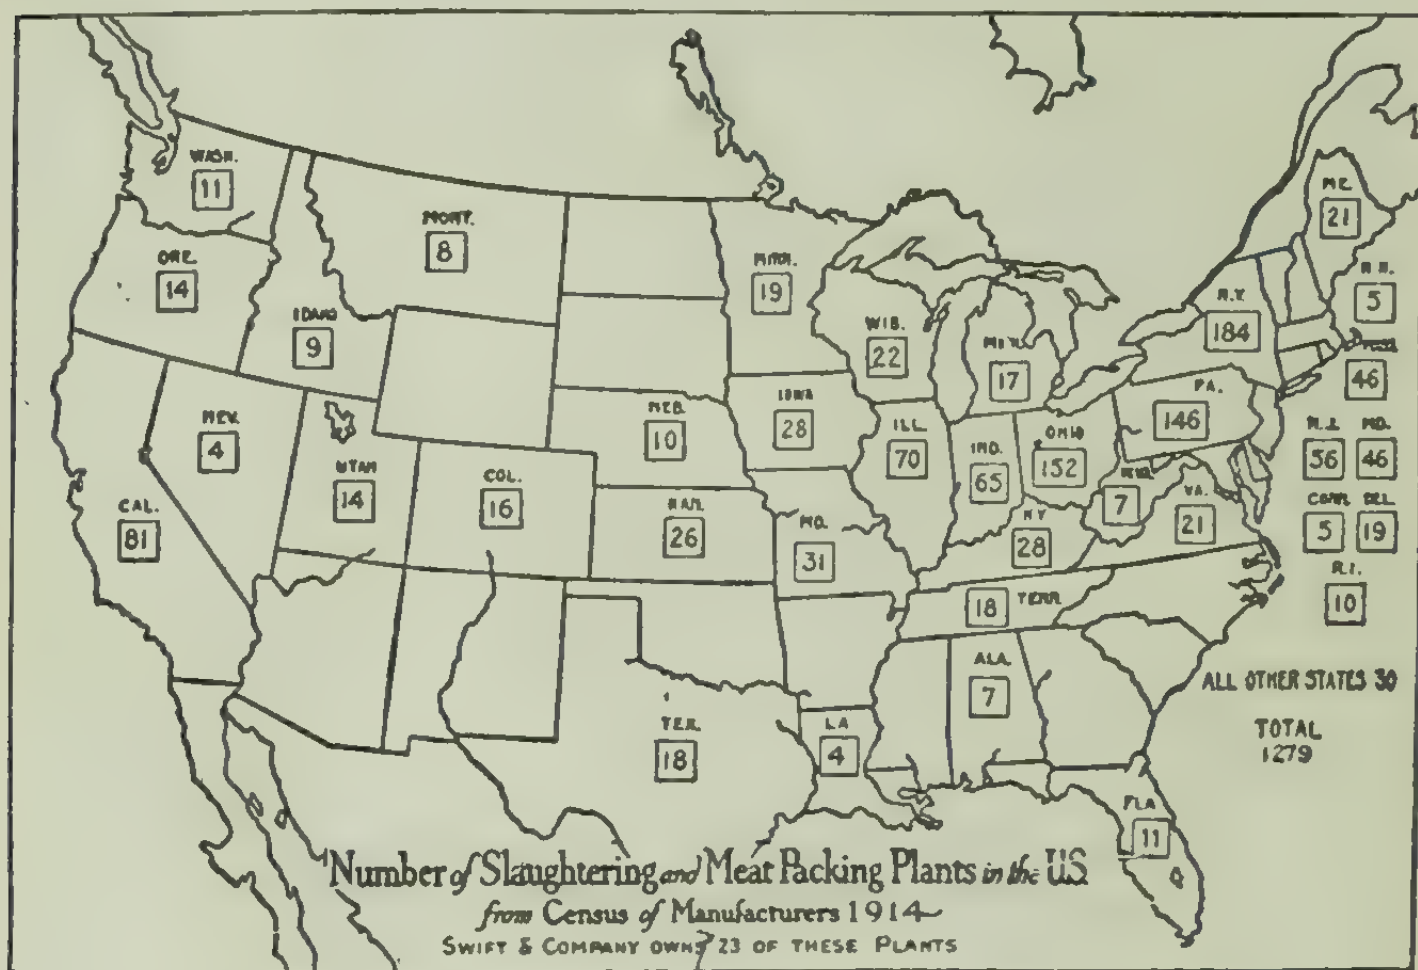 WASH.
11
MONT.
8
ORE.
14
IDAHO
9
MINN.
19
WIS.
22
MICH.
17
N.Y.
184
ME.
21
N.H.
5
MASS.
46
NEV.
4
UTAH
14
COL.
16
NEB.
10
IOWA
28
ILL.
70
IND.
65
OHIO
152
PA.
146
N.J.
56
MD.
46
CAL.
81
KAN.
26
MO.
31
KY
28
W.VA.
7
VA.
21
CONN.
5
DEL.
19
R.I.
10
18 TENN.
ALA.
7
TEX.
18
LA
4
FLA
11
ALL OTHER STATES 30
TOTAL
1279
Number of Slaughtering and Meat Packing Plants in the US
from Census of Manufacturers 1914
SWIFT & COMPANY OWNS 23 OF THESE PLANTS